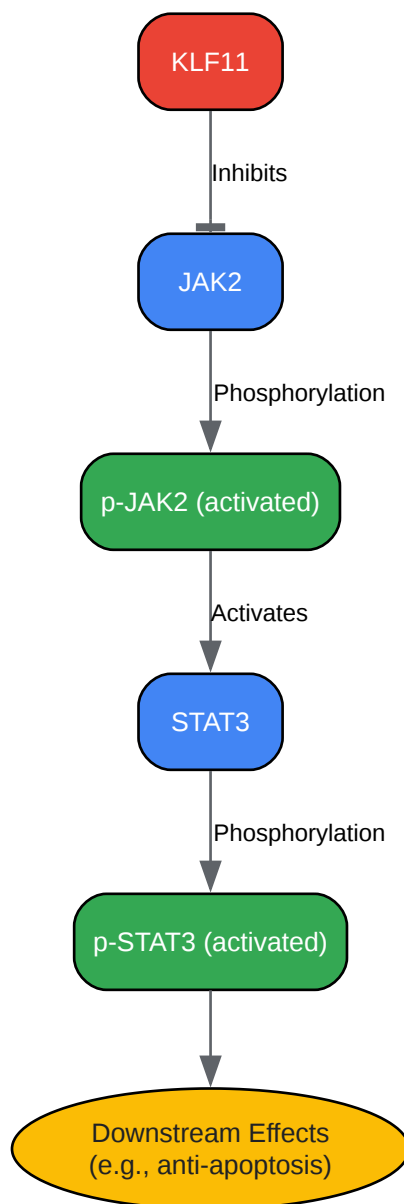 KLF11
Inhibits
JAK2
Phosphorylation
p-JAK2 (activated)
Activates
STAT3
Phosphorylation
p-STAT3 (activated)
Downstream Effects
(e.g., anti-apoptosis)